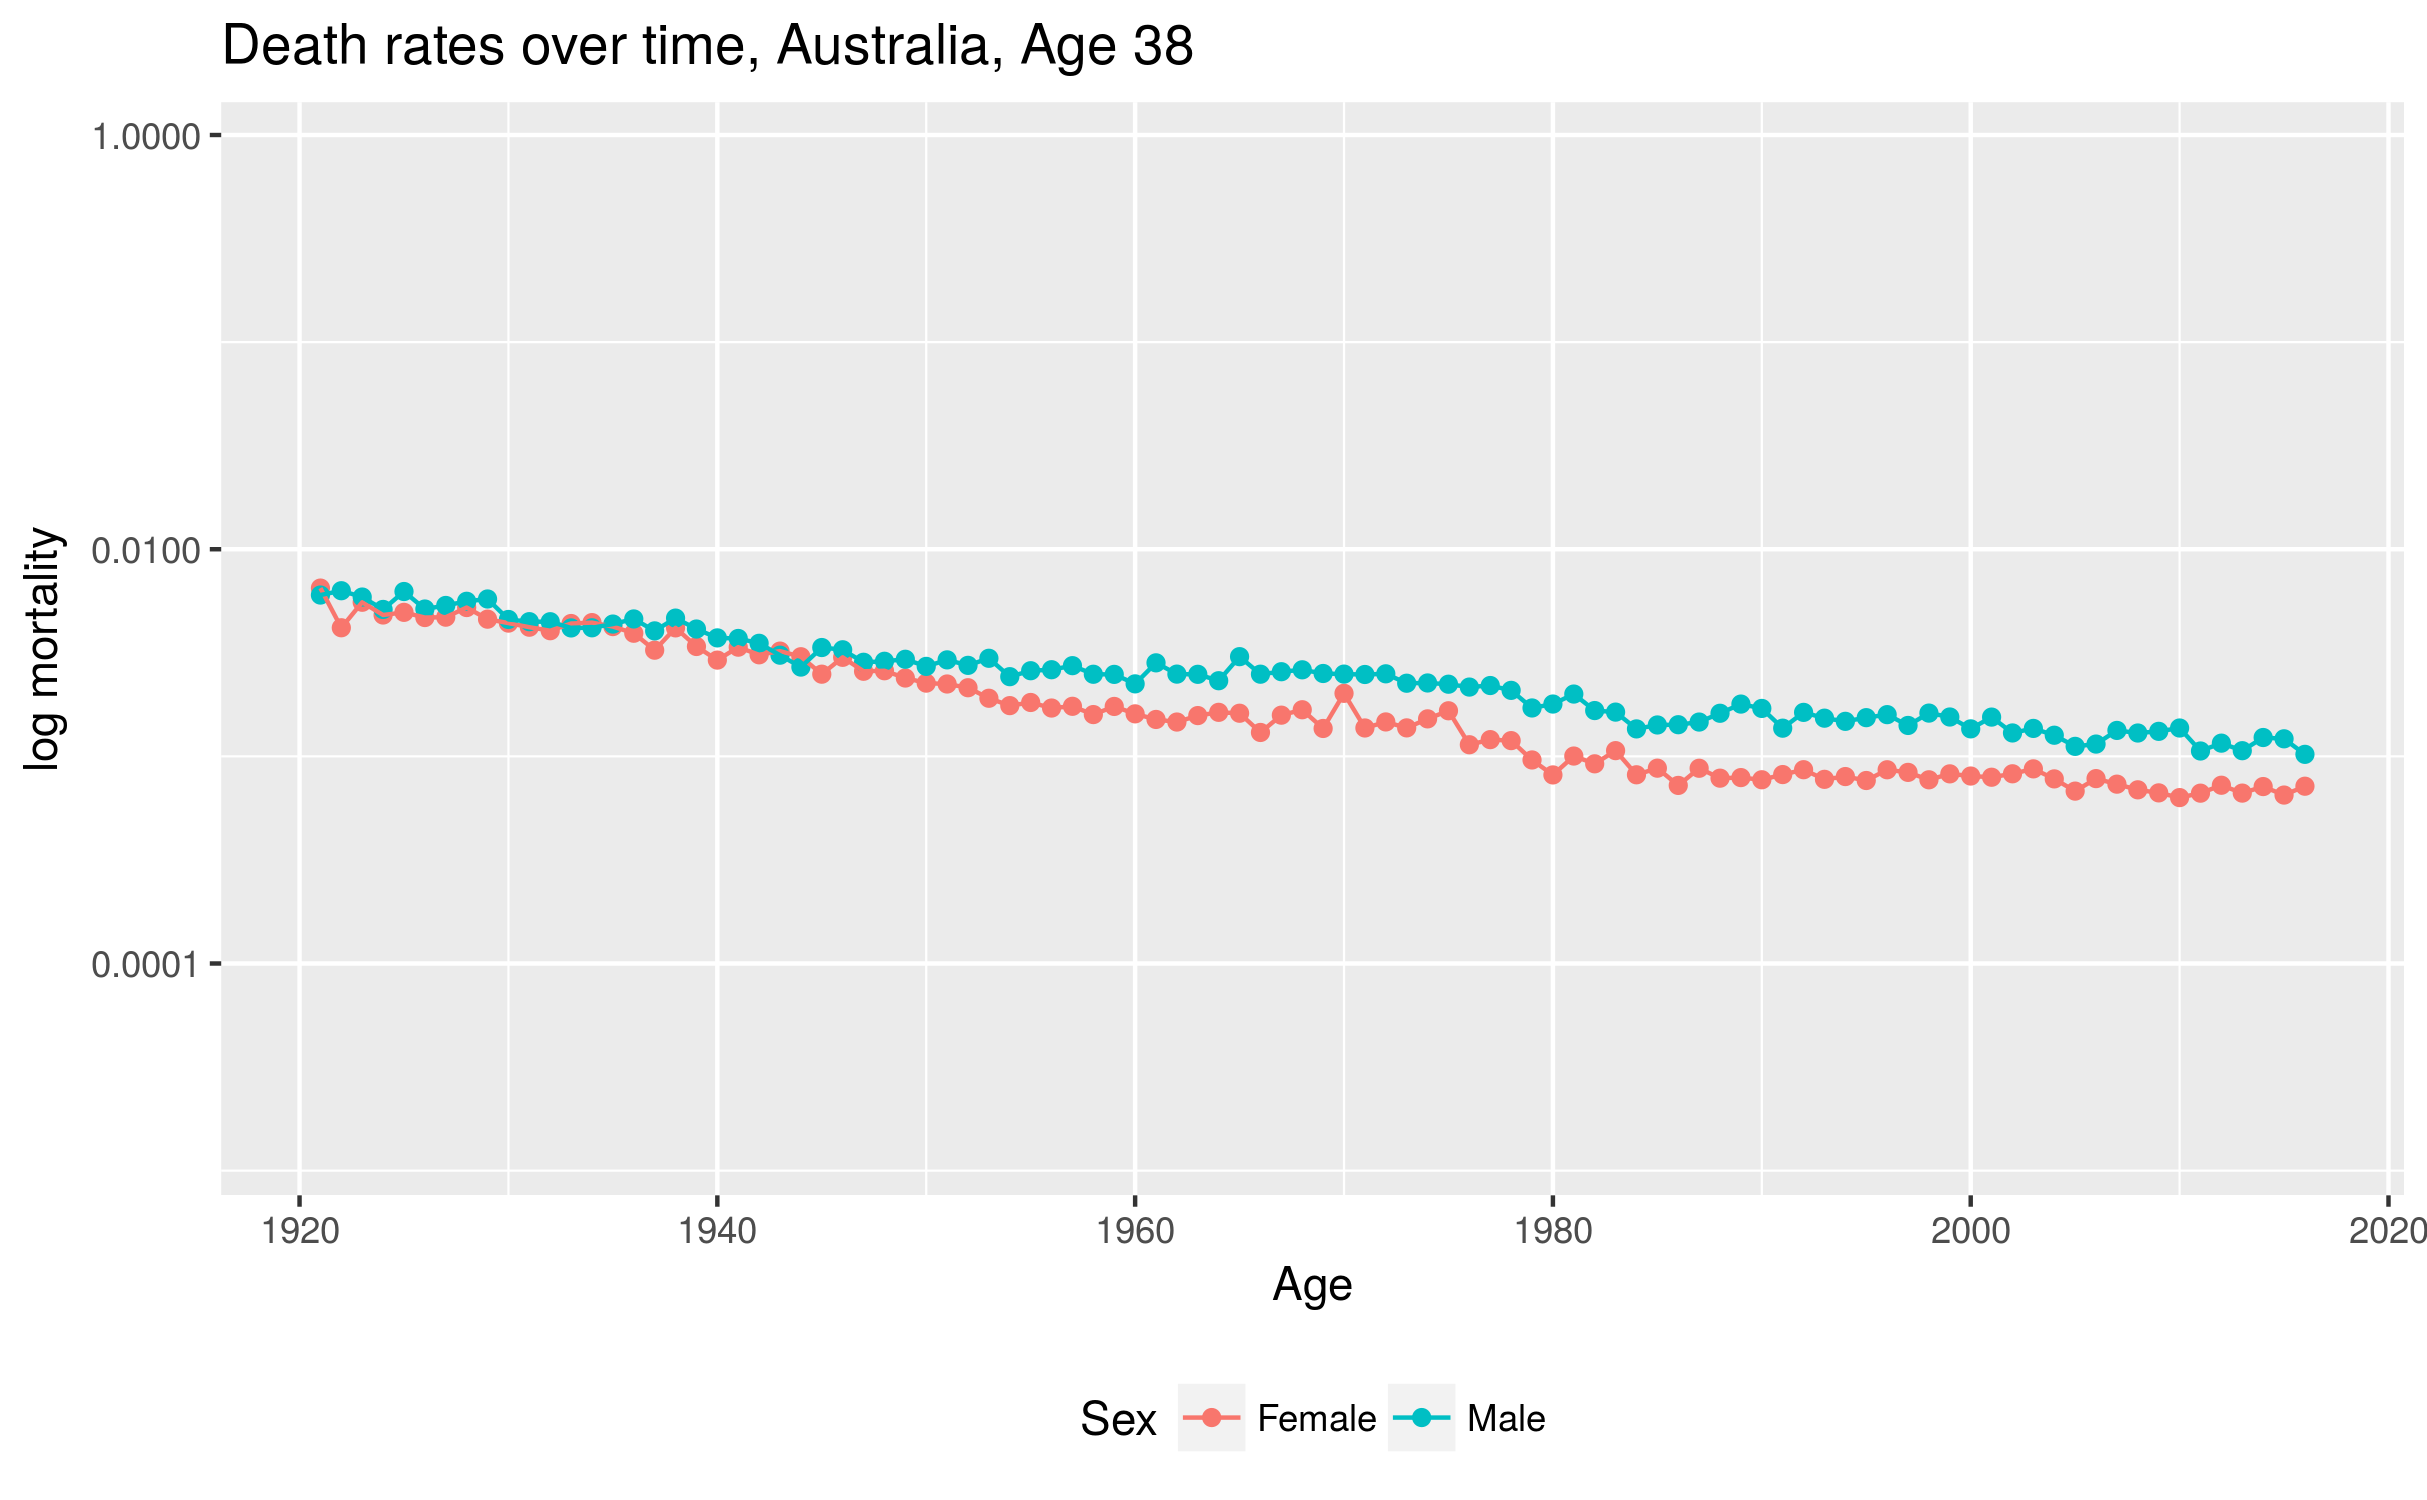 Death rates over time, Australia, Age 38
log mortality
1.0000
0.0100
0.0001
1920 1940 1960 1980 2000 2020
Age
Sex Female Male